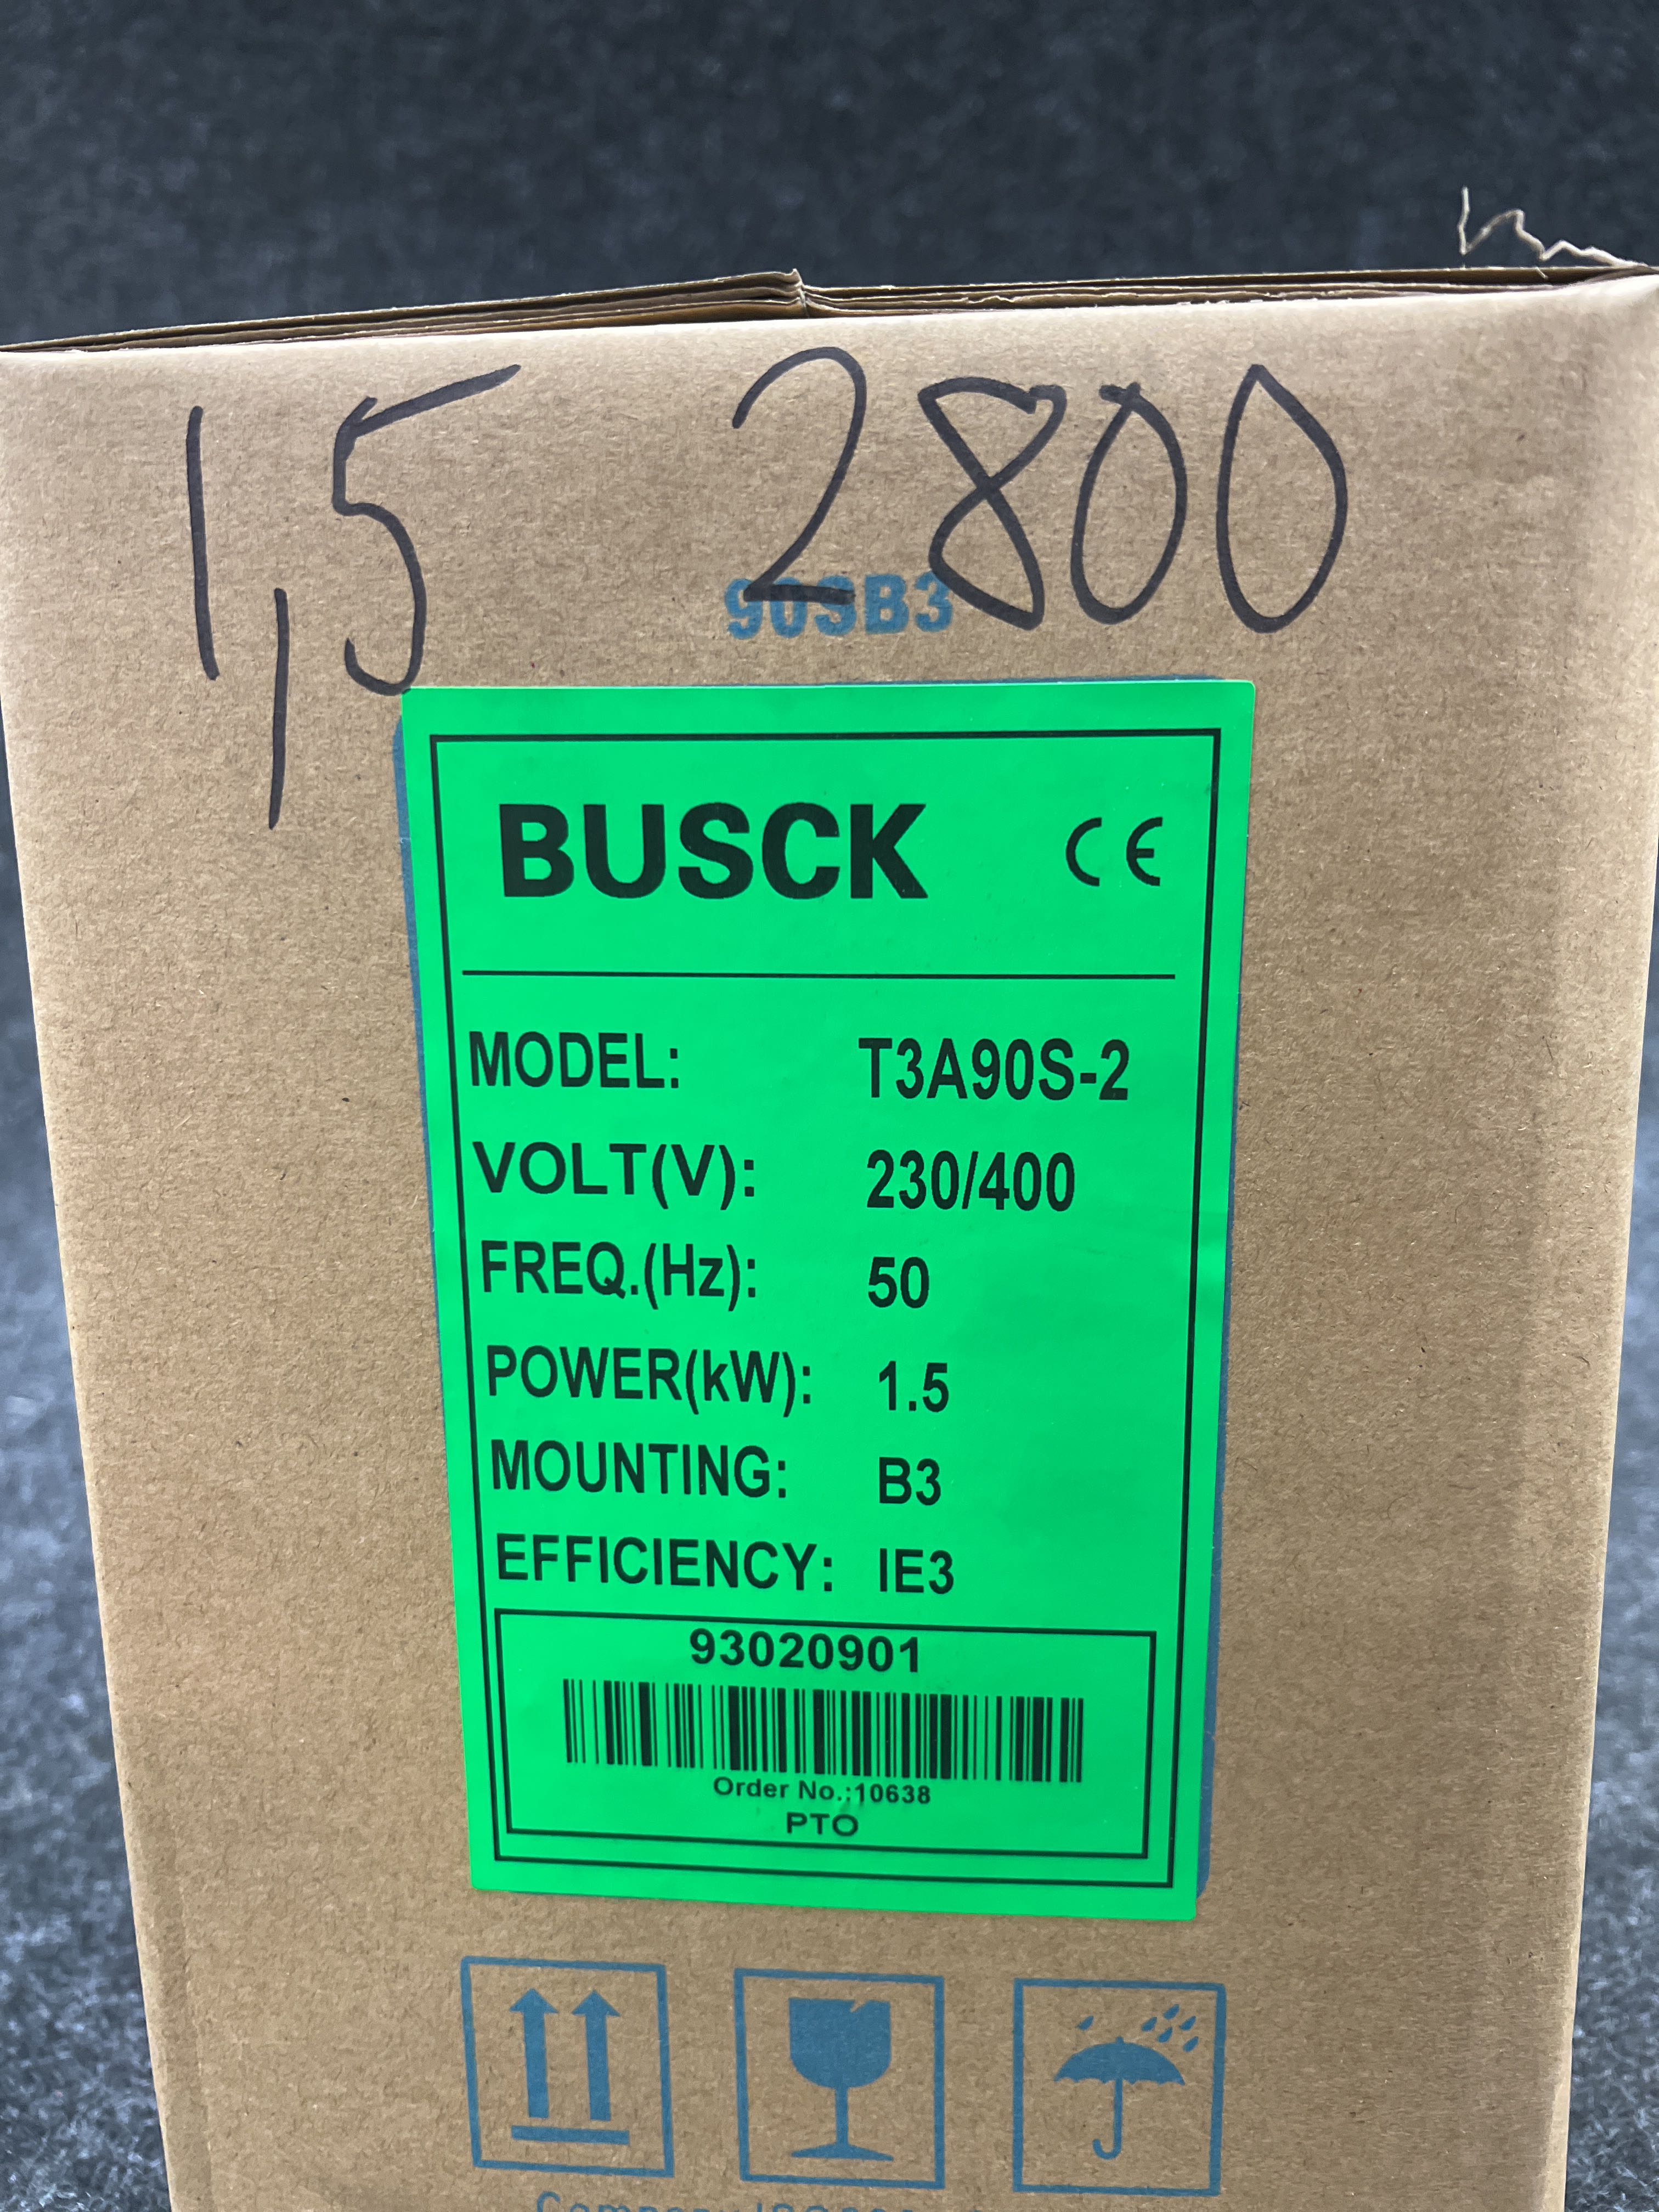 1,5 2800
90SB3
BUSCK CE
MODEL: T3A90S-2
VOLT(V): 230/400
FREQ.(Hz): 50
POWER(kW): 1.5
MOUNTING: B3
EFFICIENCY: IE3
93020901
Order No.:10638
PTO